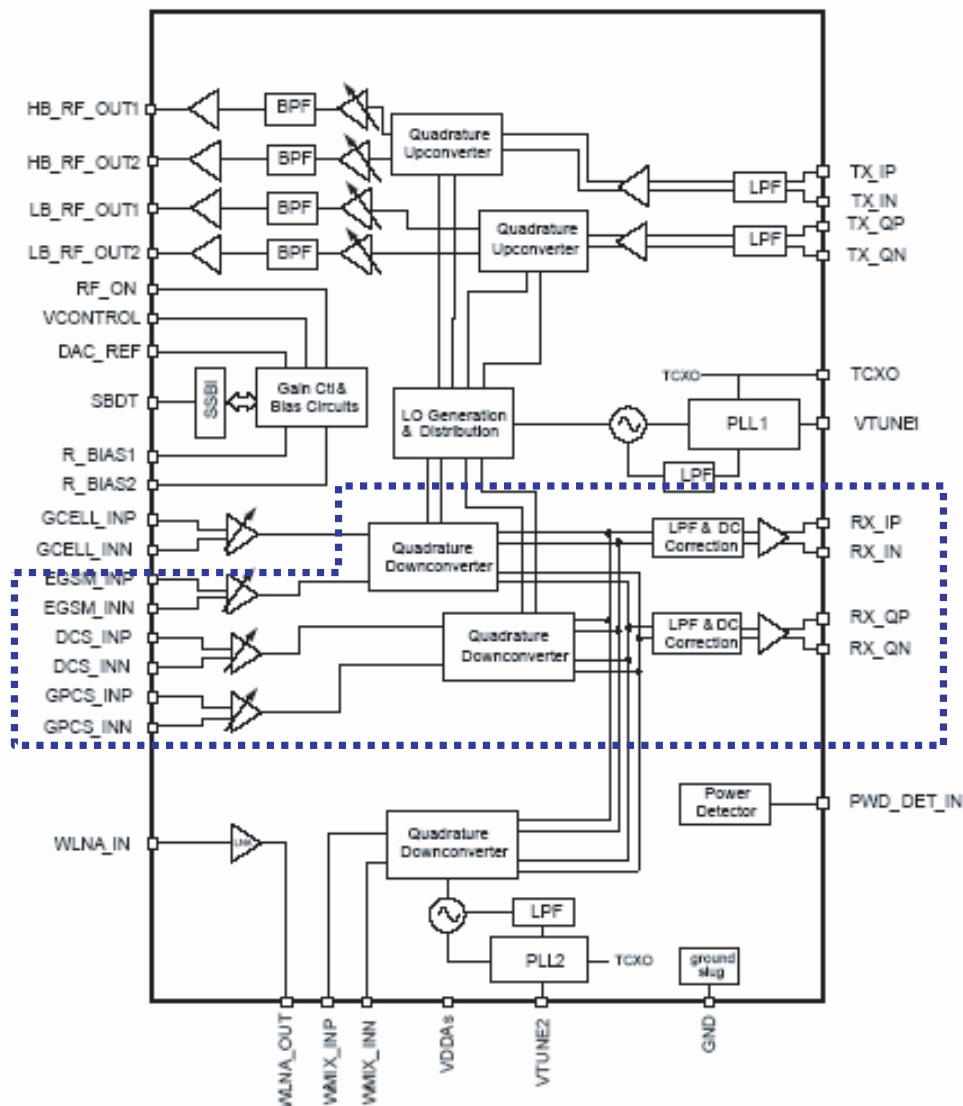 HB_RF_OUT1
BPF
Quadrature
Upconverter
HB_RF_OUT2
BPF
TX_IP
LPF
TX_IN
LB_RF_OUT1
BPF
Quadrature
Upconverter
TX_QP
LPF
TX_QN
LB_RF_OUT2
BPF
RF_ON
VCONTROL
DAC_REF
SBDT
SSBI
Gain Ctl &
Bias Circuits
TCXO
TCXO
LO Generation
& Distribution
PLL1
VTUNE1
LPF
R_BIAS1
R_BIAS2
GCELL_INP
GCELL_INN
Quadrature
Downconverter
LPF & DC
Correction
RX_IP
RX_IN
EGSM_INP
EGSM_INN
DCS_INP
DCS_INN
Quadrature
Downconverter
LPF & DC
Correction
RX_QP
RX_QN
GPCS_INP
GPCS_INN
Power
Detector
PWD_DET_IN
WLNA_IN
LNA
Quadrature
Downconverter
LPF
PLL2
TCXO
ground
slug
WLNA_OUT
WMIX_INP
WMIX_INN
VDDAs
VTUNE2
GND